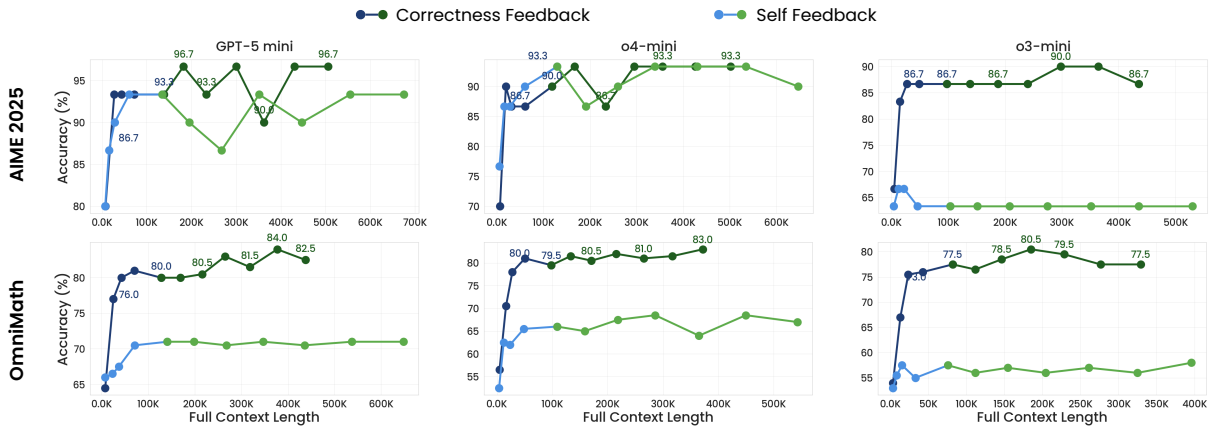 Correctness Feedback Self Feedback
GPT-5 mini o4-mini o3-mini
AIME 2025
Accuracy (%)
95
90
85
80
93.3 96.7 93.3 90.0 96.7
86.7
0.0K 100K 200K 300K 400K 500K 600K 700K
90
85
80
75
70
93.3 90.0 86.7 86.7 93.3 93.3
0.0K 100K 200K 300K 400K 500K 600K
90
85
80
75
70
65
86.7 86.7 86.7 90.0 86.7
0.0K 100K 200K 300K 400K 500K
OmniMath
Accuracy (%)
80
75
70
65
76.0 80.0 80.5 81.5 84.0 82.5
0.0K 100K 200K 300K 400K 500K 600K
80
75
70
65
60
55
80.0 79.5 80.5 81.0 83.0
0.0K 100K 200K 300K 400K 500K
80
75
70
65
60
55
3.0 77.5 78.5 80.5 79.5 77.5
0.0K 50K 100K 150K 200K 250K 300K 350K 400K
Full Context Length Full Context Length Full Context Length